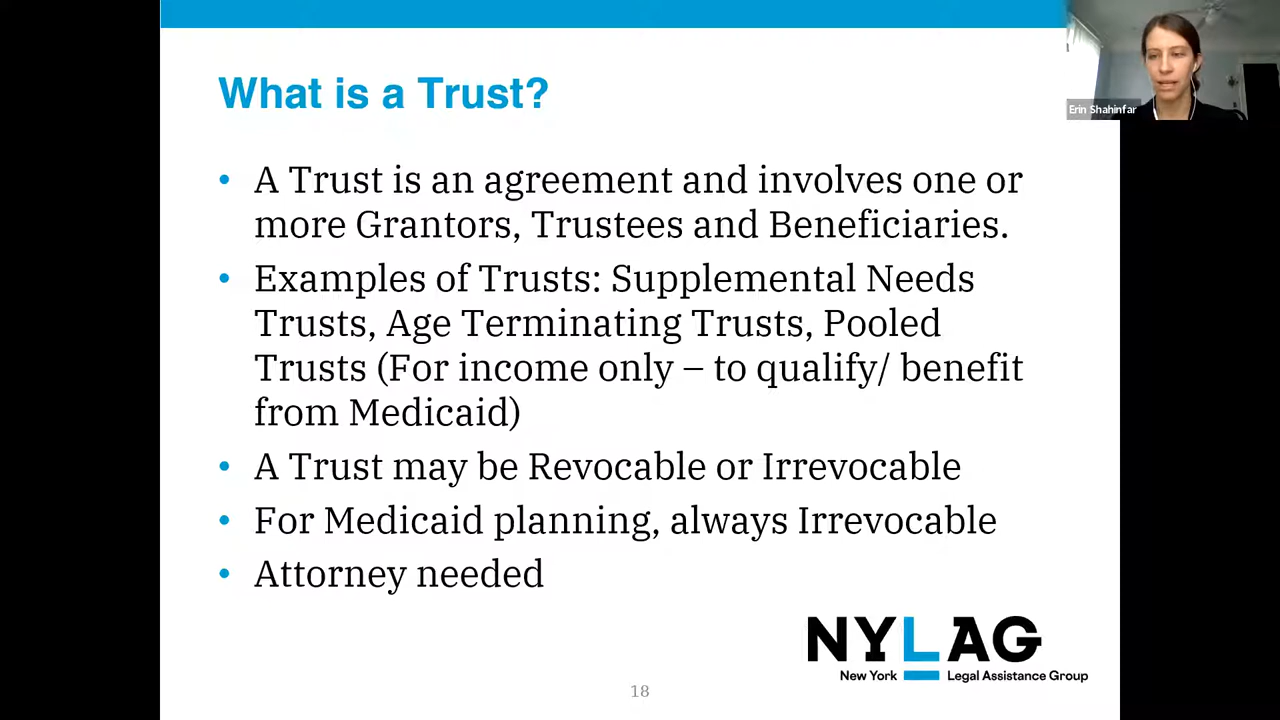 What is a Trust?
Erin Shahinfar
• A Trust is an agreement and involves one or
more Grantors, Trustees and Beneficiaries.
• Examples of Trusts: Supplemental Needs
Trusts, Age Terminating Trusts, Pooled
Trusts (For income only – to qualify/ benefit
from Medicaid)
• A Trust may be Revocable or Irrevocable
• For Medicaid planning, always Irrevocable
• Attorney needed
NYLAG
New York Legal Assistance Group
18